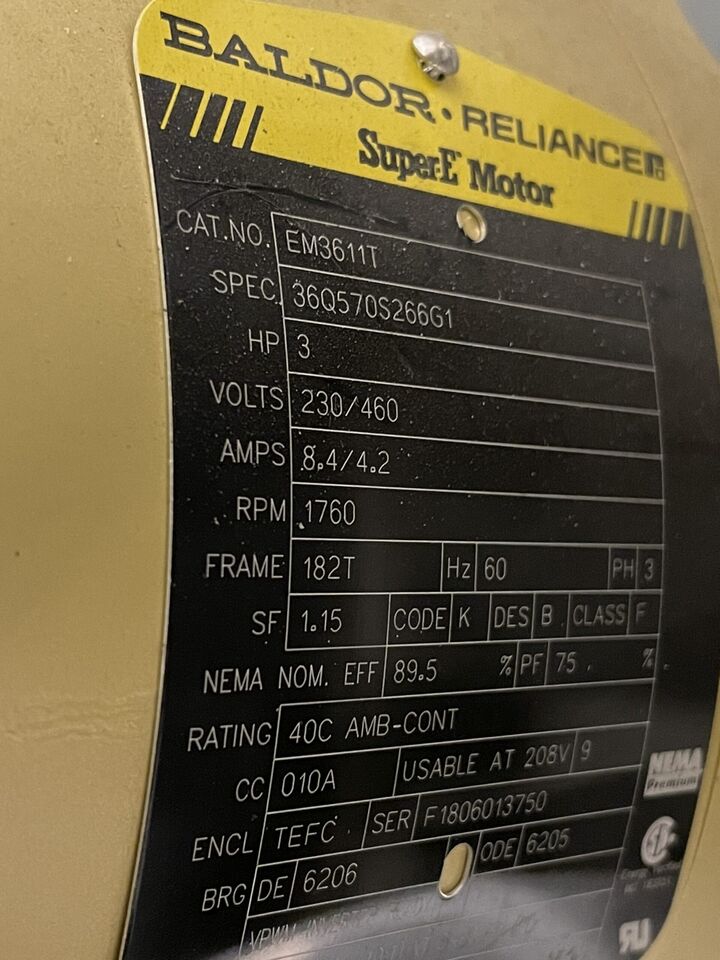 BALDOR · RELIANCE
Super-E Motor
CAT.NO. EM3611T
SPEC. 36Q570S266G1
HP 3
VOLTS 230/460
AMPS 8.4/4.2
RPM 1760
FRAME 182T Hz 60 PH 3
SF 1.15 CODE K DES B CLASS F
NEMA NOM. EFF 89.5 % PF 75 %
RATING 40C AMB-CONT
CC 010A USABLE AT 208V 9
NEMA
Premium
ENCL TEFC SER F1806013750
BRG DE 6206 ODE 6205
VPWM INVERTER